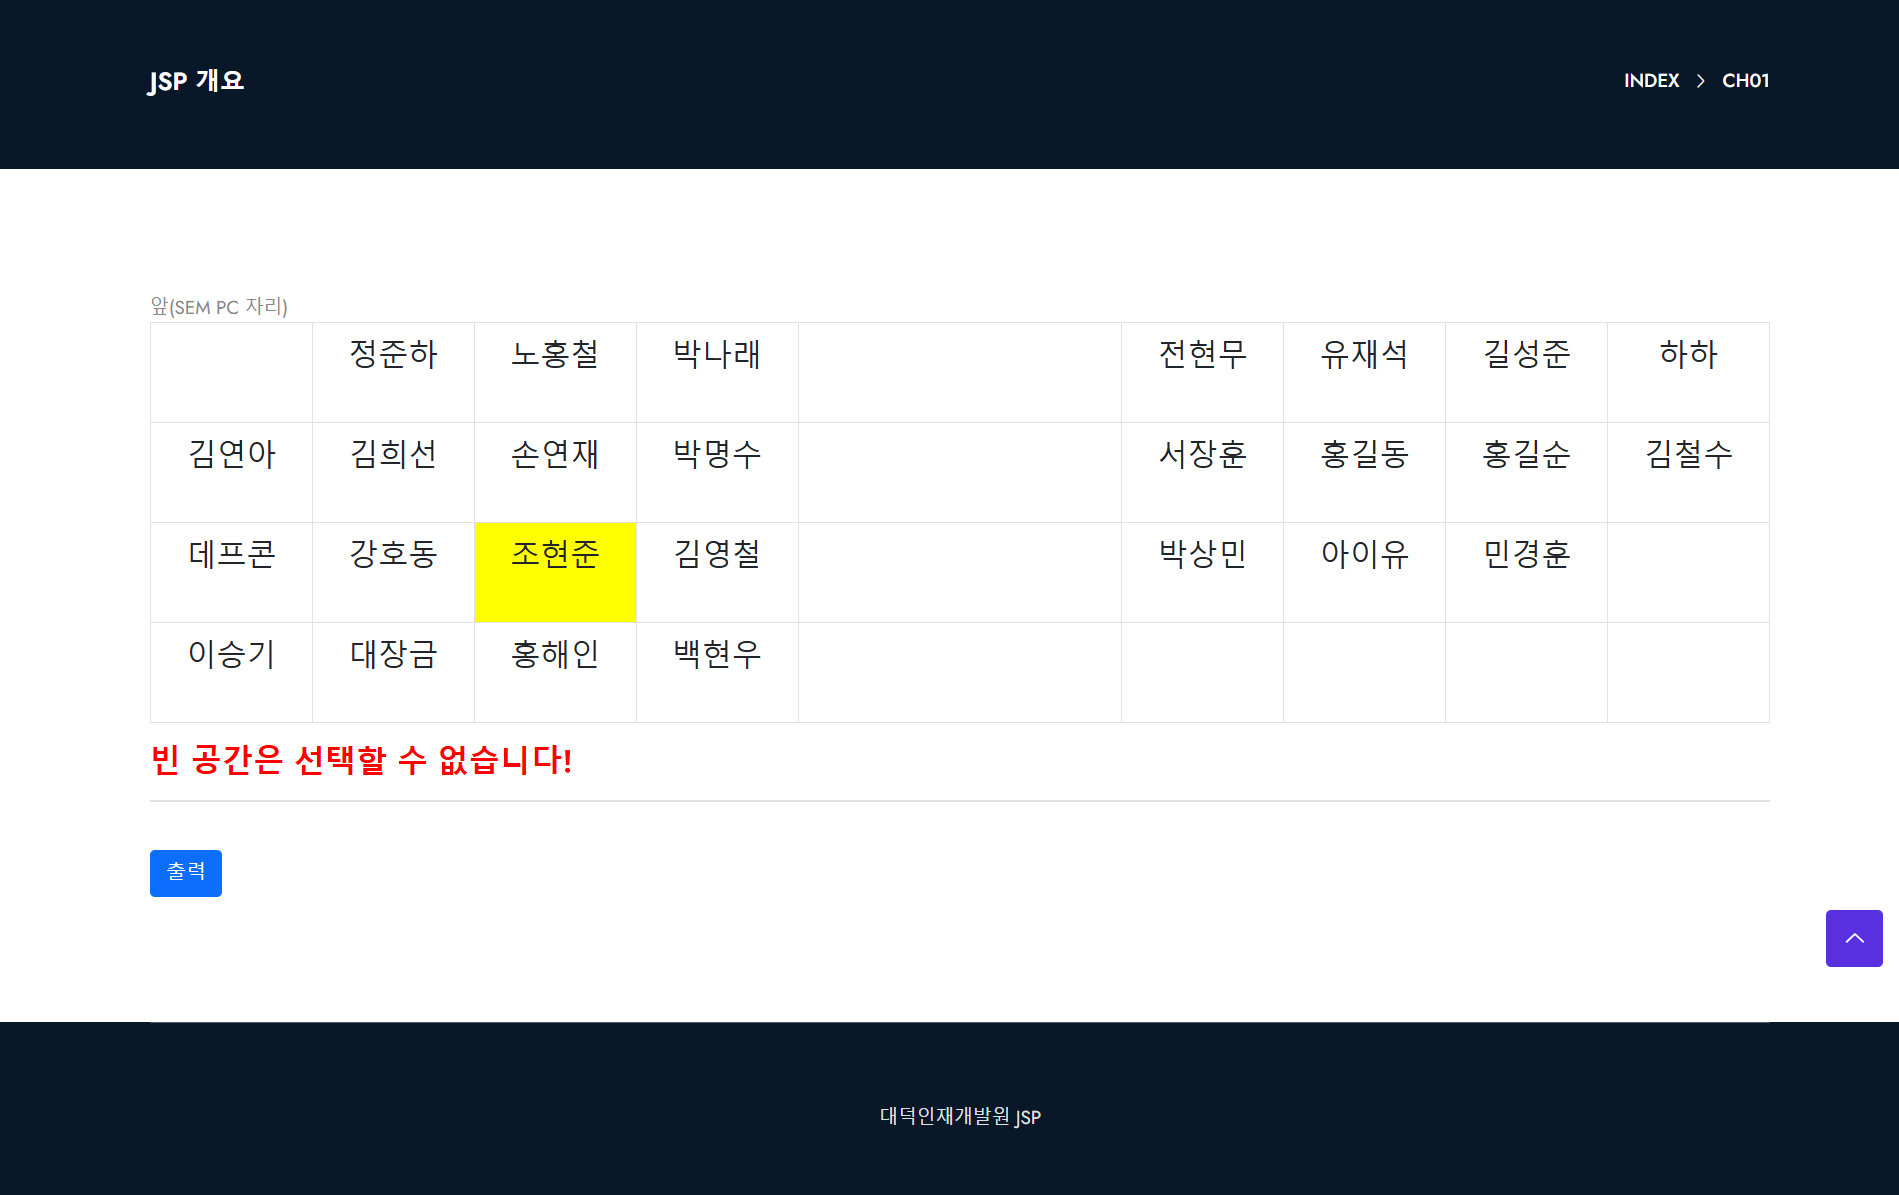 JSP 개요
INDEX > CH01
앞(SEM PC 자리)
정준하 노홍철 박나래 전현무 유재석 길성준 하하
김연아 김희선 손연재 박명수 서장훈 홍길동 홍길순 김철수
데프콘 강호동 조현준 김영철 박상민 아이유 민경훈
이승기 대장금 홍해인 백현우
빈 공간은 선택할 수 없습니다!
출력
대덕인재개발원 JSP